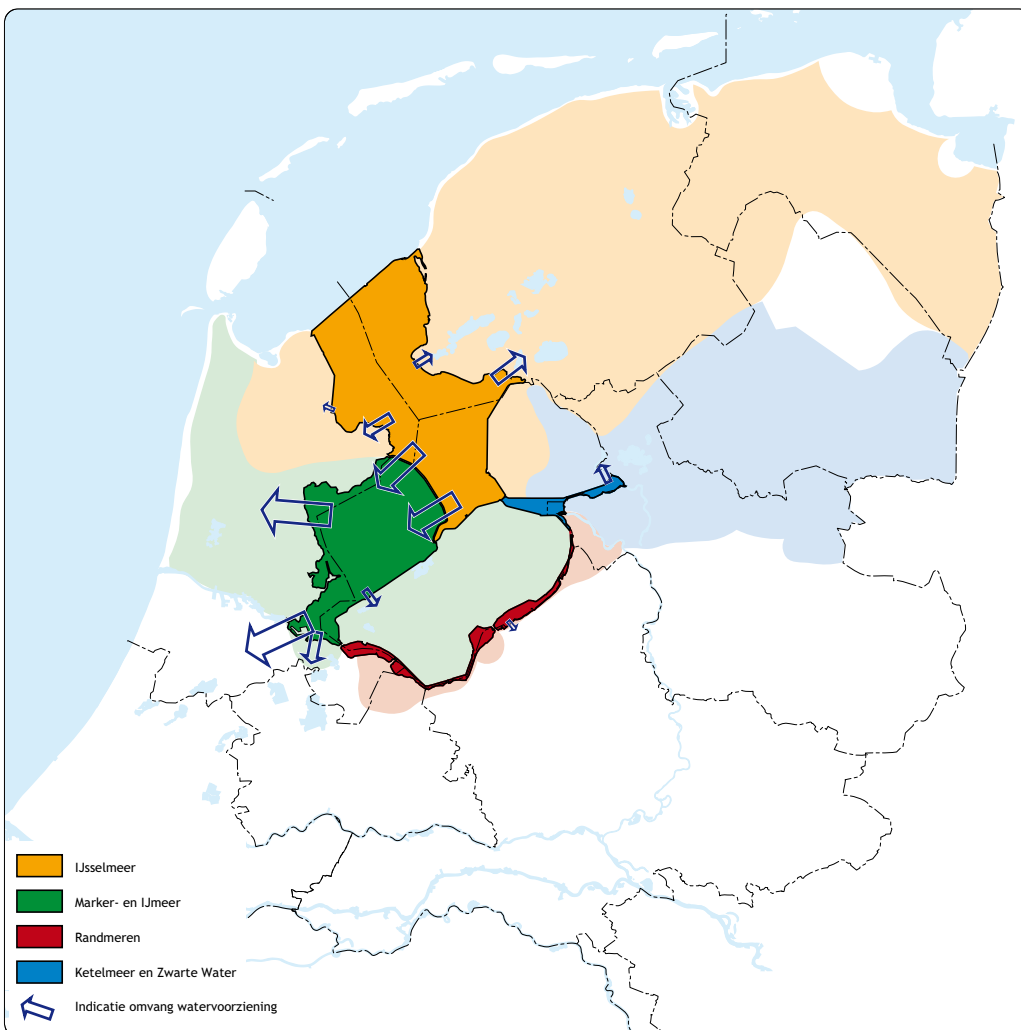 IJsselmeer
Marker- en IJmeer
Randmeren
Ketelmeer en Zwarte Water
Indicatie omvang watervoorziening